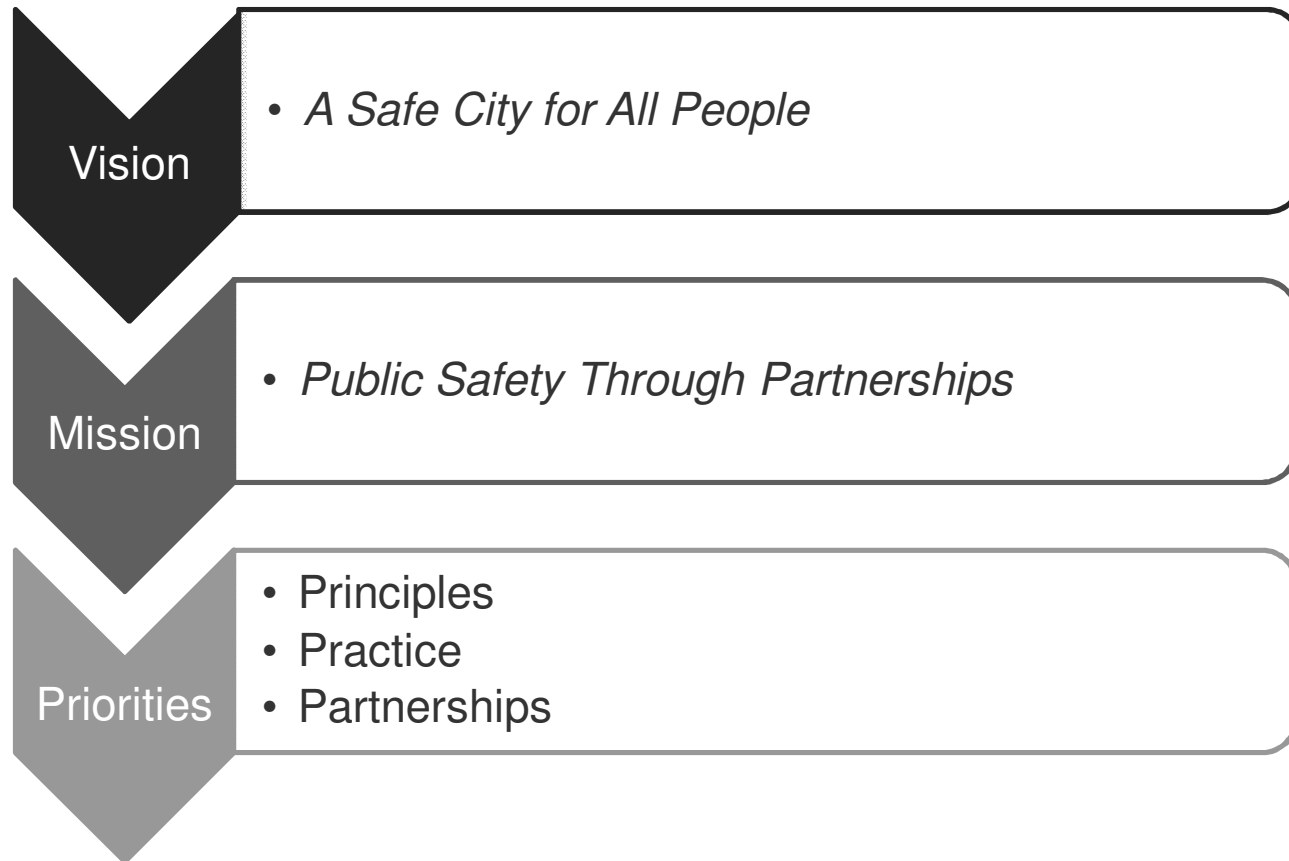 Vision
• A Safe City for All People
Mission
• Public Safety Through Partnerships
Priorities
• Principles
• Practice
• Partnerships